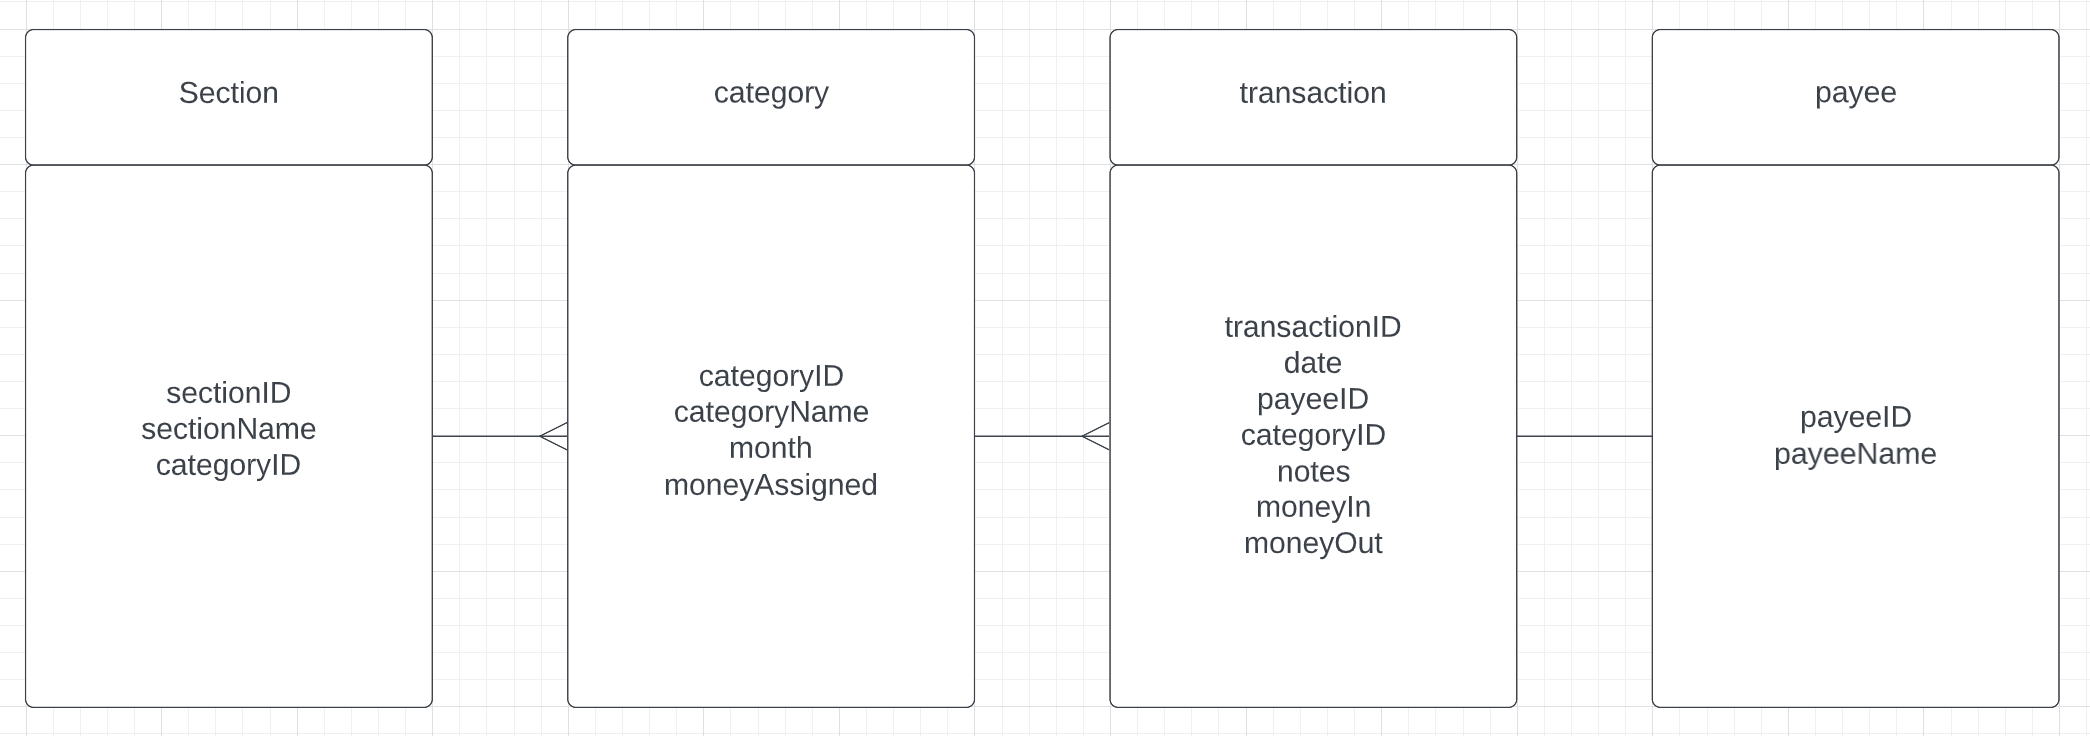 Section
sectionID
sectionName
categoryID
category
categoryID
categoryName
month
moneyAssigned
transaction
transactionID
date
payeeID
categoryID
notes
moneyIn
moneyOut
payee
payeeID
payeeName